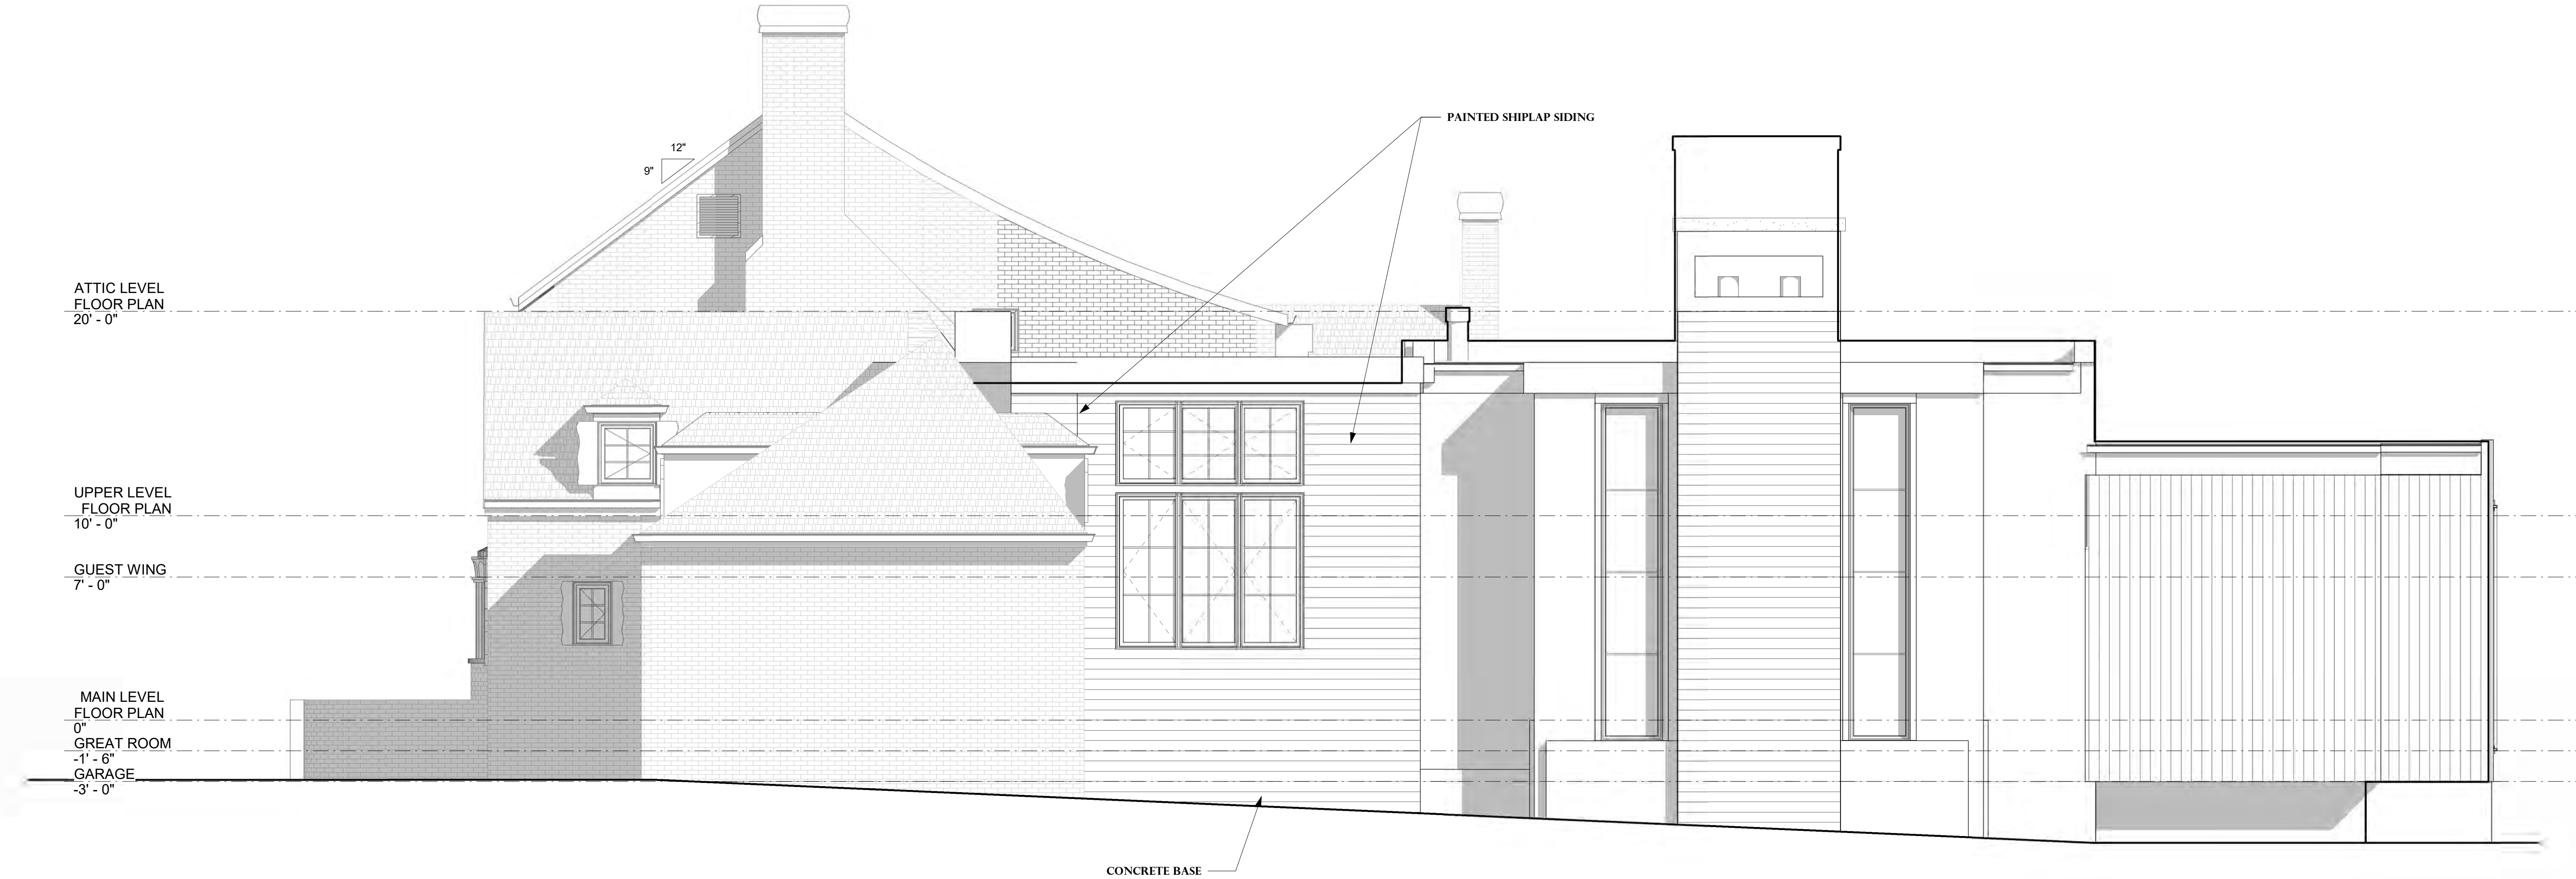 PAINTED SHIPLAP SIDING
12"
9"
ATTIC LEVEL
FLOOR PLAN
20' - 0"
UPPER LEVEL
FLOOR PLAN
10' - 0"
GUEST WING
7' - 0"
MAIN LEVEL
FLOOR PLAN
0"
GREAT ROOM
-1' - 6"
GARAGE
-3' - 0"
CONCRETE BASE